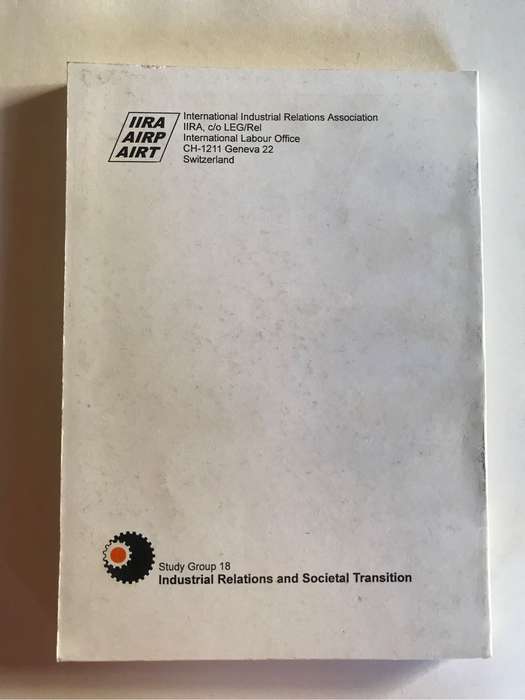 IIRA
AIRP
AIRT
International Industrial Relations Association
IIRA, c/o LEG/Rel
International Labour Office
CH-1211 Geneva 22
Switzerland
Study Group 18
Industrial Relations and Societal Transition